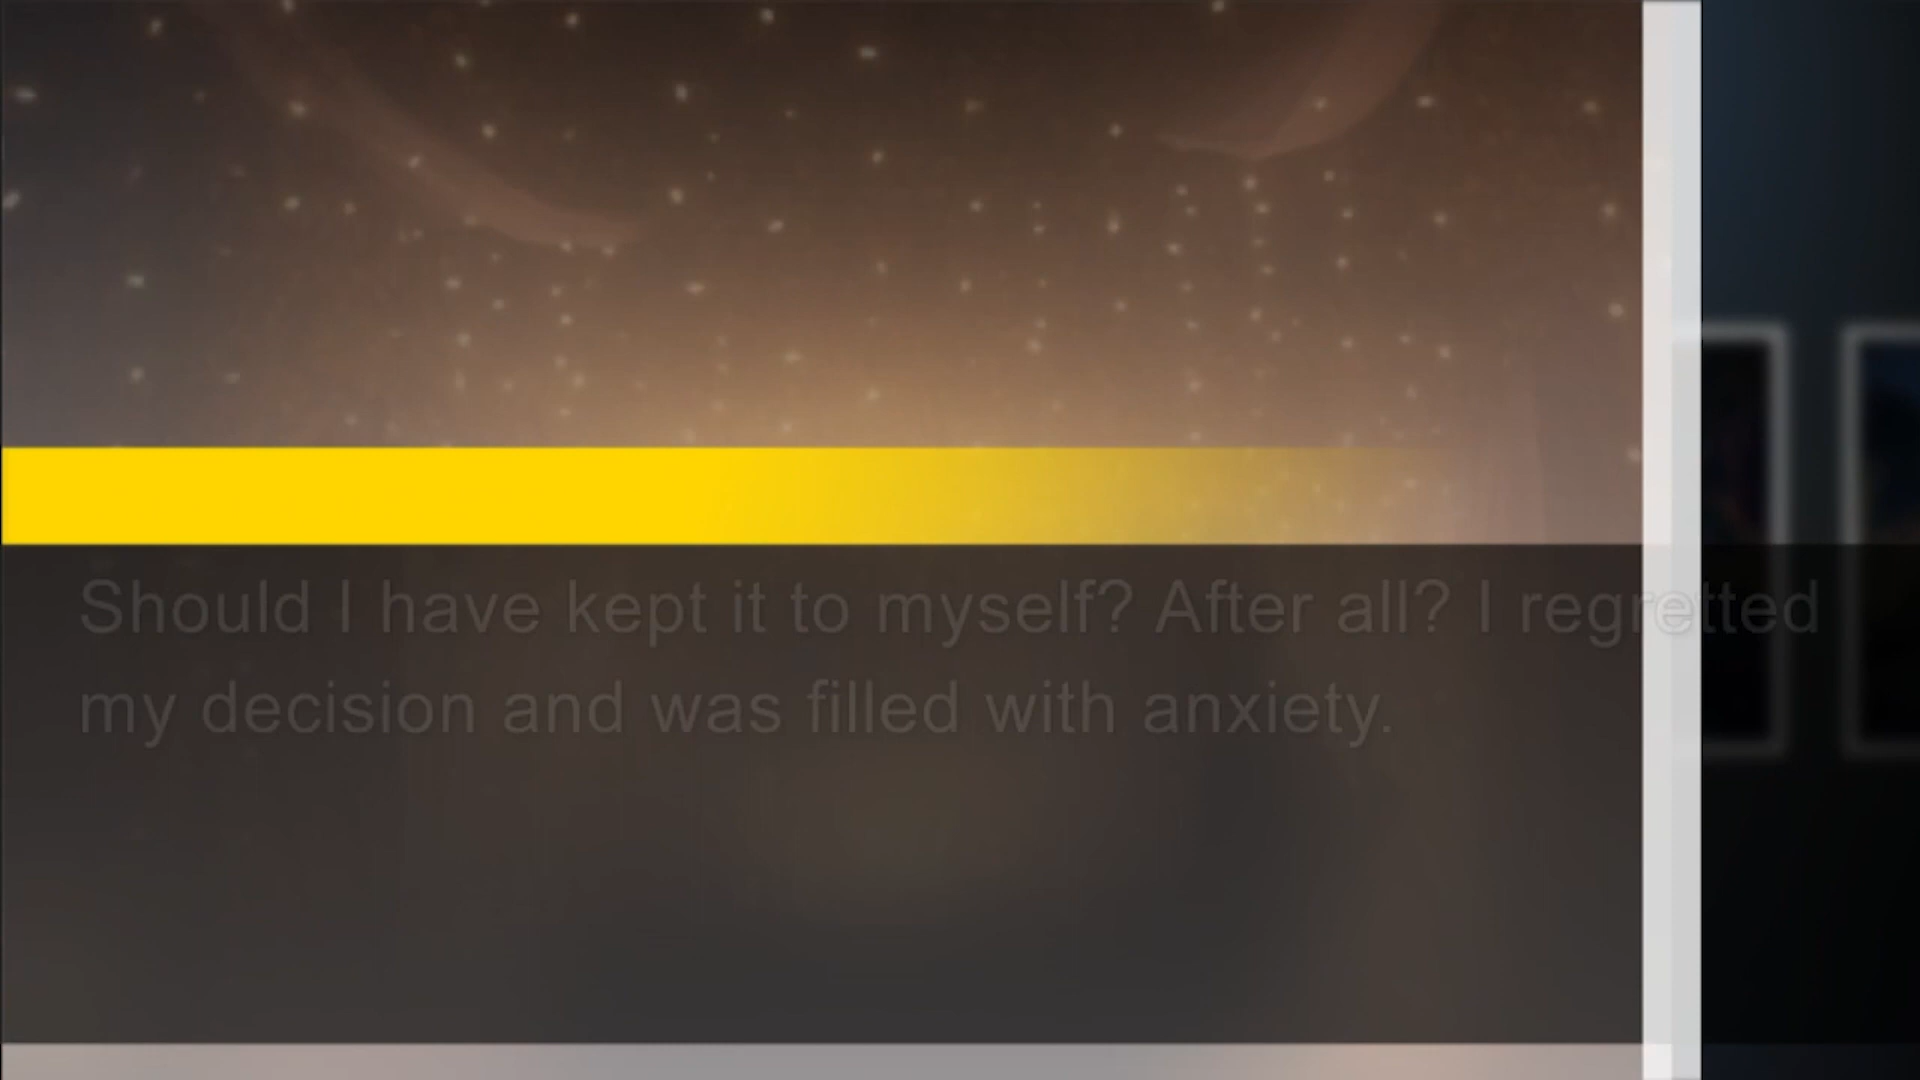 Should I have kept it to myself? After all? I regretted
my decision and was filled with anxiety.